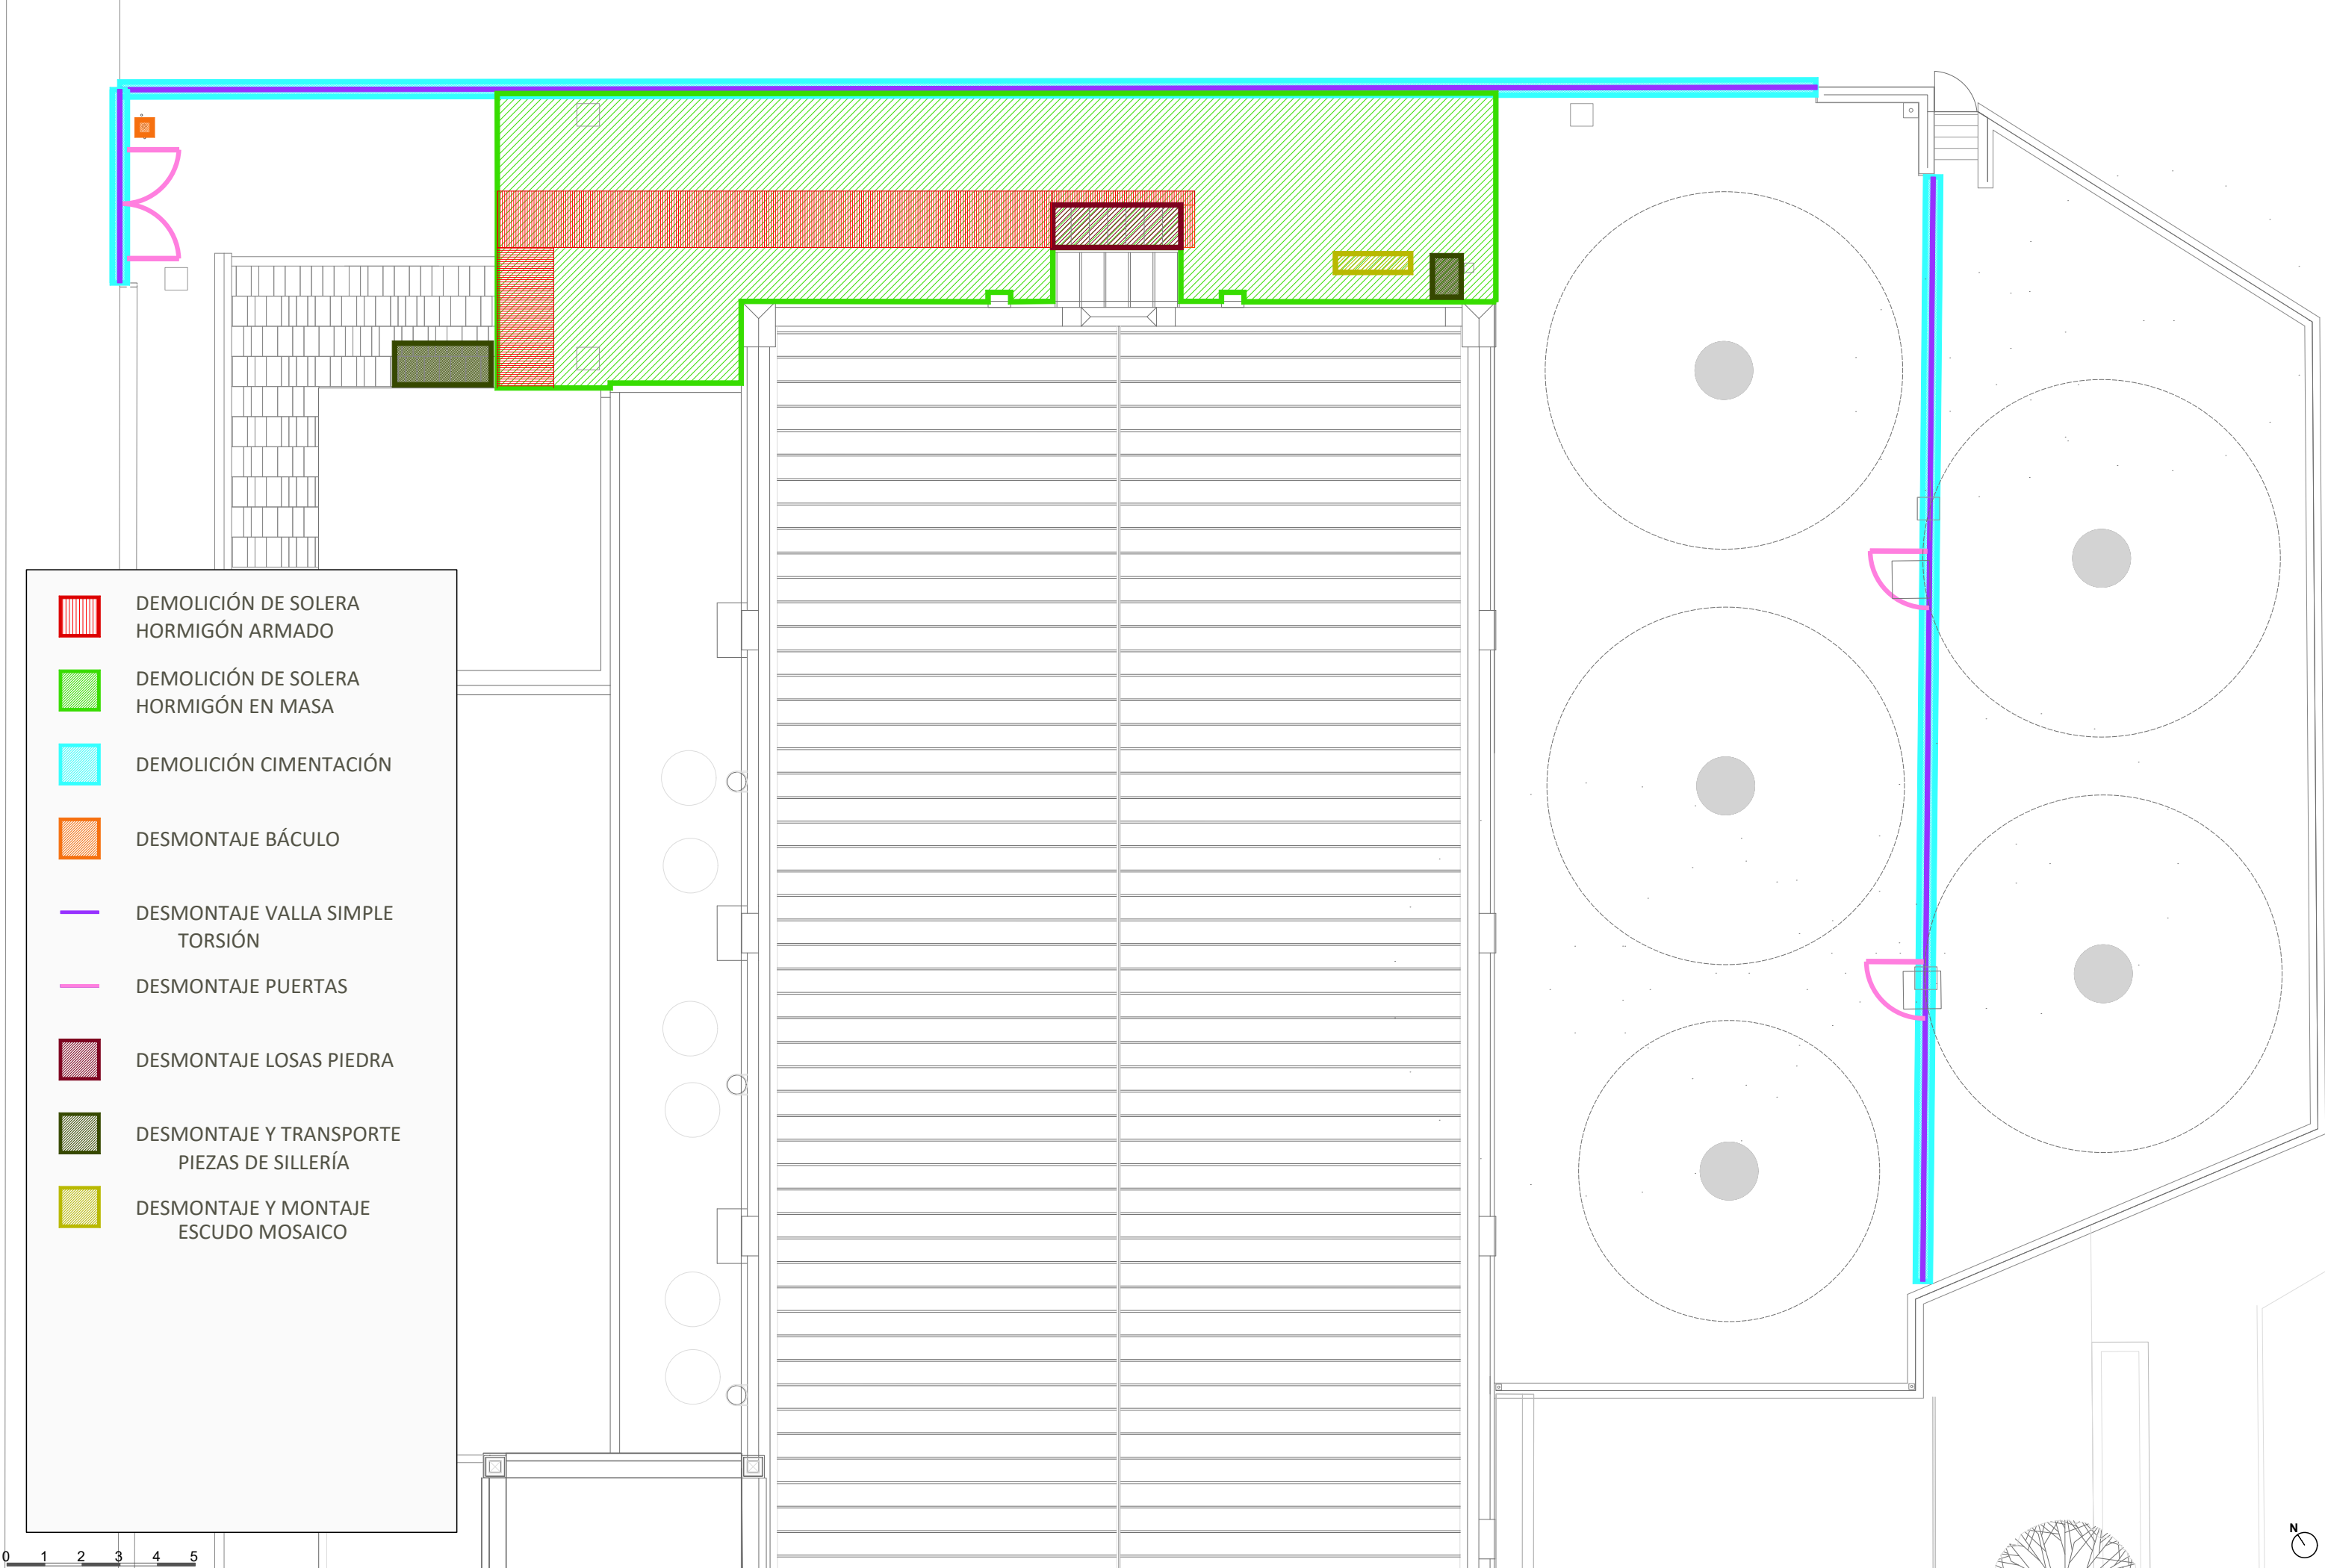 DEMOLICIÓN DE SOLERA
HORMIGÓN ARMADO
DEMOLICIÓN DE SOLERA
HORMIGÓN EN MASA
DEMOLICIÓN CIMENTACIÓN
DESMONTAJE BÁCULO
DESMONTAJE VALLA SIMPLE
TORSIÓN
DESMONTAJE PUERTAS
DESMONTAJE LOSAS PIEDRA
DESMONTAJE Y TRANSPORTE
PIEZAS DE SILLERÍA
DESMONTAJE Y MONTAJE
ESCUDO MOSAICO
0 1 2 3 4 5
N